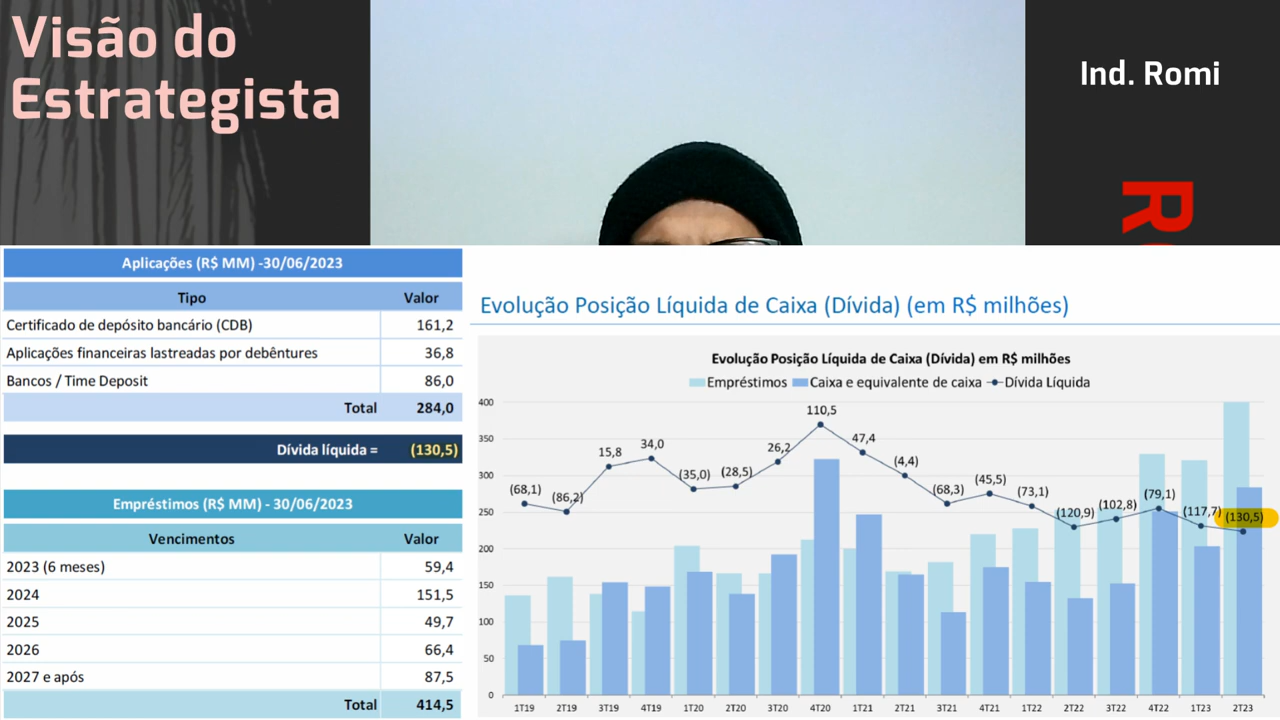 Visão do
Estrategista
Ind. Romi
Aplicações (R$ MM) -30/06/2023
Tipo Valor
Certificado de depósito bancário (CDB) 161,2
Aplicações financeiras lastreadas por debêntures 36,8
Bancos / Time Deposit 86,0
Total 284,0
Dívida líquida = (130,5)
Empréstimos (R$ MM) - 30/06/2023
Vencimentos Valor
2023 (6 meses) 59,4
2024 151,5
2025 49,7
2026 66,4
2027 e após 87,5
Total 414,5
Evolução Posição Líquida de Caixa (Dívida) (em R$ milhões)
Evolução Posição Líquida de Caixa (Dívida) em R$ milhões
Empréstimos Caixa e equivalente de caixa Dívida Líquida
400
350
300
250
200
150
100
50
0
(68,1) (86,2) 15,8 34,0 (35,0) (28,5) 26,2 110,5 47,4 (4,4) (68,3) (45,5) (73,1) (120,9) (102,8) (79,1) (117,7) (130,5)
1T19 2T19 3T19 4T19 1T20 2T20 3T20 4T20 1T21 2T21 3T21 4T21 1T22 2T22 3T22 4T22 1T23 2T23